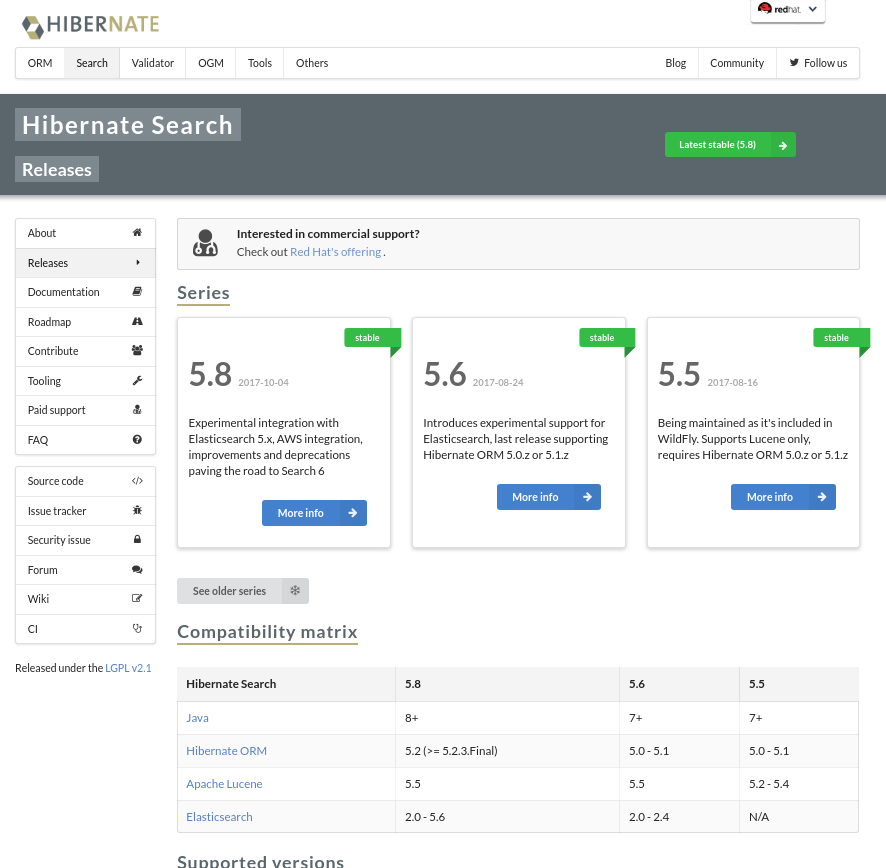 redhat.
HIBERNATE
ORM Search Validator OGM Tools Others Blog Community Follow us
Hibernate Search
Releases
Latest stable (5.8)
About
Releases
Documentation
Roadmap
Contribute
Tooling
Paid support
FAQ
Source code
Issue tracker
Security issue
Forum
Wiki
CI
Released under the LGPL v2.1
Interested in commercial support?
Check out Red Hat's offering .
Series
stable
5.8 2017-10-04
Experimental integration with
Elasticsearch 5.x, AWS integration,
improvements and deprecations
paving the road to Search 6
More info
stable
5.6 2017-08-24
Introduces experimental support for
Elasticsearch, last release supporting
Hibernate ORM 5.0.z or 5.1.z
More info
stable
5.5 2017-08-16
Being maintained as it's included in
WildFly. Supports Lucene only,
requires Hibernate ORM 5.0.z or 5.1.z
More info
See older series
Compatibility matrix
Hibernate Search 5.8 5.6 5.5
Java 8+ 7+ 7+
Hibernate ORM 5.2 (>= 5.2.3.Final) 5.0 - 5.1 5.0 - 5.1
Apache Lucene 5.5 5.5 5.2 - 5.4
Elasticsearch 2.0 - 5.6 2.0 - 2.4 N/A
Supported versions